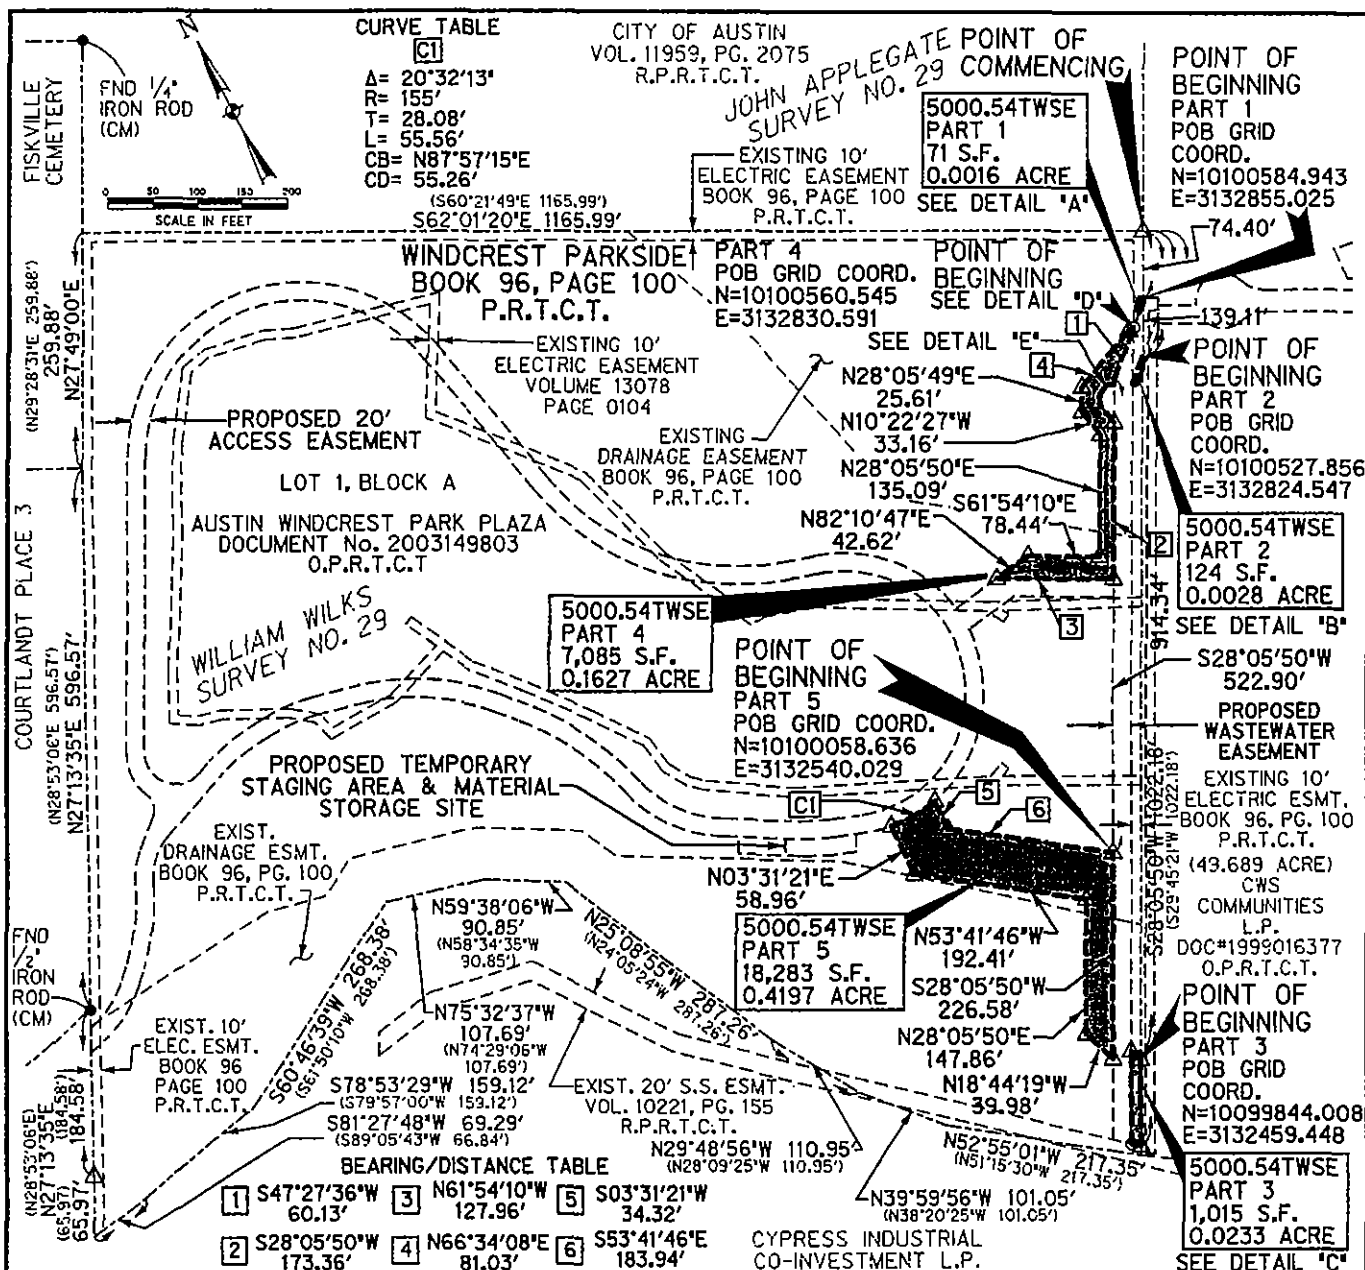 CURVE TABLE
C1
Δ= 20°32'13"
R= 155'
T= 28.08'
L= 55.56'
CB= N87°57'15"E
CD= 55.26'
(S60°21'49"E 1165.99')
S62°01'20"E 1165.99'
N
0 50 100 150 200
SCALE IN FEET
FND 1/4"
IRON ROD
(CM)
FISKVILLE
CEMETERY
CITY OF AUSTIN
VOL. 11959, PG. 2075
R.P.R.T.C.T.
JOHN APPLEGATE
SURVEY NO. 29
POINT OF
COMMENCING
5000.54TWSE
PART 1
71 S.F.
0.0016 ACRE
SEE DETAIL "A"
POINT OF
BEGINNING
PART 1
POB GRID
COORD.
N=10100584.943
E=3132855.025
74.40'
139.11'
EXISTING 10'
ELECTRIC EASEMENT
BOOK 96, PAGE 100
P.R.T.C.T.
WINDCREST PARKSIDE
BOOK 96, PAGE 100
P.R.T.C.T.
PART 4
POB GRID COORD.
N=10100560.545
E=3132830.591
POINT OF
BEGINNING
SEE DETAIL "D"
SEE DETAIL "E"
1
4
(N29°28'31"E 259.88')
259.88'
N27°49'00"E
EXISTING 10'
ELECTRIC EASEMENT
VOLUME 13078
PAGE 0104
PROPOSED 20'
ACCESS EASEMENT
LOT 1, BLOCK A
AUSTIN WINDCREST PARK PLAZA
DOCUMENT No. 2003149803
O.P.R.T.C.T
EXISTING
DRAINAGE EASEMENT
BOOK 96, PAGE 100
P.R.T.C.T.
N28°05'49"E
25.61'
N10°22'27"W
33.16'
N28°05'50"E
135.09'
S61°54'10"E
78.44'
N82°10'47"E
42.62'
POINT OF
BEGINNING
PART 2
POB GRID
COORD.
N=10100527.856
E=3132824.547
2
5000.54TWSE
PART 2
124 S.F.
0.0028 ACRE
SEE DETAIL "B"
914.34'
S28°05'50"W
522.90'
COURTLANDT PLACE 3
(N28°53'06"E 596.57')
N27°13'35"E 596.57'
WILLIAM WILKS
SURVEY NO. 29
5000.54TWSE
PART 4
7,085 S.F.
0.1627 ACRE
3
POINT OF
BEGINNING
PART 5
POB GRID COORD.
N=10100058.636
E=3132540.029
PROPOSED
WASTEWATER
EASEMENT
S28°05'50"W 1022.18'
(S29°45'21"W 1022.18')
EXISTING 10'
ELECTRIC ESMT.
BOOK 96, PG. 100
P.R.T.C.T.
(43.689 ACRE)
CWS
COMMUNITIES
L.P.
DOC#1999016377
O.P.R.T.C.T.
PROPOSED TEMPORARY
STAGING AREA & MATERIAL
STORAGE SITE
C1
5
6
EXIST.
DRAINAGE ESMT.
BOOK 96, PG. 100
P.R.T.C.T.
N03°31'21"E
58.96'
5000.54TWSE
PART 5
18,283 S.F.
0.4197 ACRE
N53°41'46"W
192.41'
S28°05'50"W
226.58'
N28°05'50"E
147.86'
N18°44'19"W
39.98'
POINT OF
BEGINNING
PART 3
POB GRID
COORD.
N=10099844.008
E=3132459.448
FND
1/2"
IRON
ROD
(CM)
N59°38'06"W
90.85'
(N58°34'35"W
90.85')
N25°08'55"W 287.26'
(N24°05'24"W 287.26')
S60°46'39"W 268.38'
(S61°50'10"W 268.38')
N75°32'37"W
107.69'
(N74°29'06"W
107.69')
EXIST. 10'
ELEC. ESMT.
BOOK 96
PAGE 100
P.R.T.C.T.
S78°53'29"W 159.12'
(S79°57'00"W 159.12')
S81°27'48"W 69.29'
(S89°05'43"W 66.84')
EXIST. 20' S.S. ESMT.
VOL. 10221, PG. 155
R.P.R.T.C.T.
N29°48'56"W 110.95'
(N28°09'25"W 110.95')
N52°55'01"W 217.35'
(N51°15'30"W 217.35')
N39°59'56"W 101.05'
(N38°20'25"W 101.05')
5000.54TWSE
PART 3
1,015 S.F.
0.0233 ACRE
SEE DETAIL "C"
(N28°53'06"E)
(184.58')
N27°13'35"E
184.58'
(65.97')
65.97'
BEARING/DISTANCE TABLE
1 S47°27'36"W 60.13'
3 N61°54'10"W 127.96'
5 S03°31'21"W 34.32'
2 S28°05'50"W 173.36'
4 N66°34'08"E 81.03'
6 S53°41'46"E 183.94'
CYPRESS INDUSTRIAL
CO-INVESTMENT L.P.